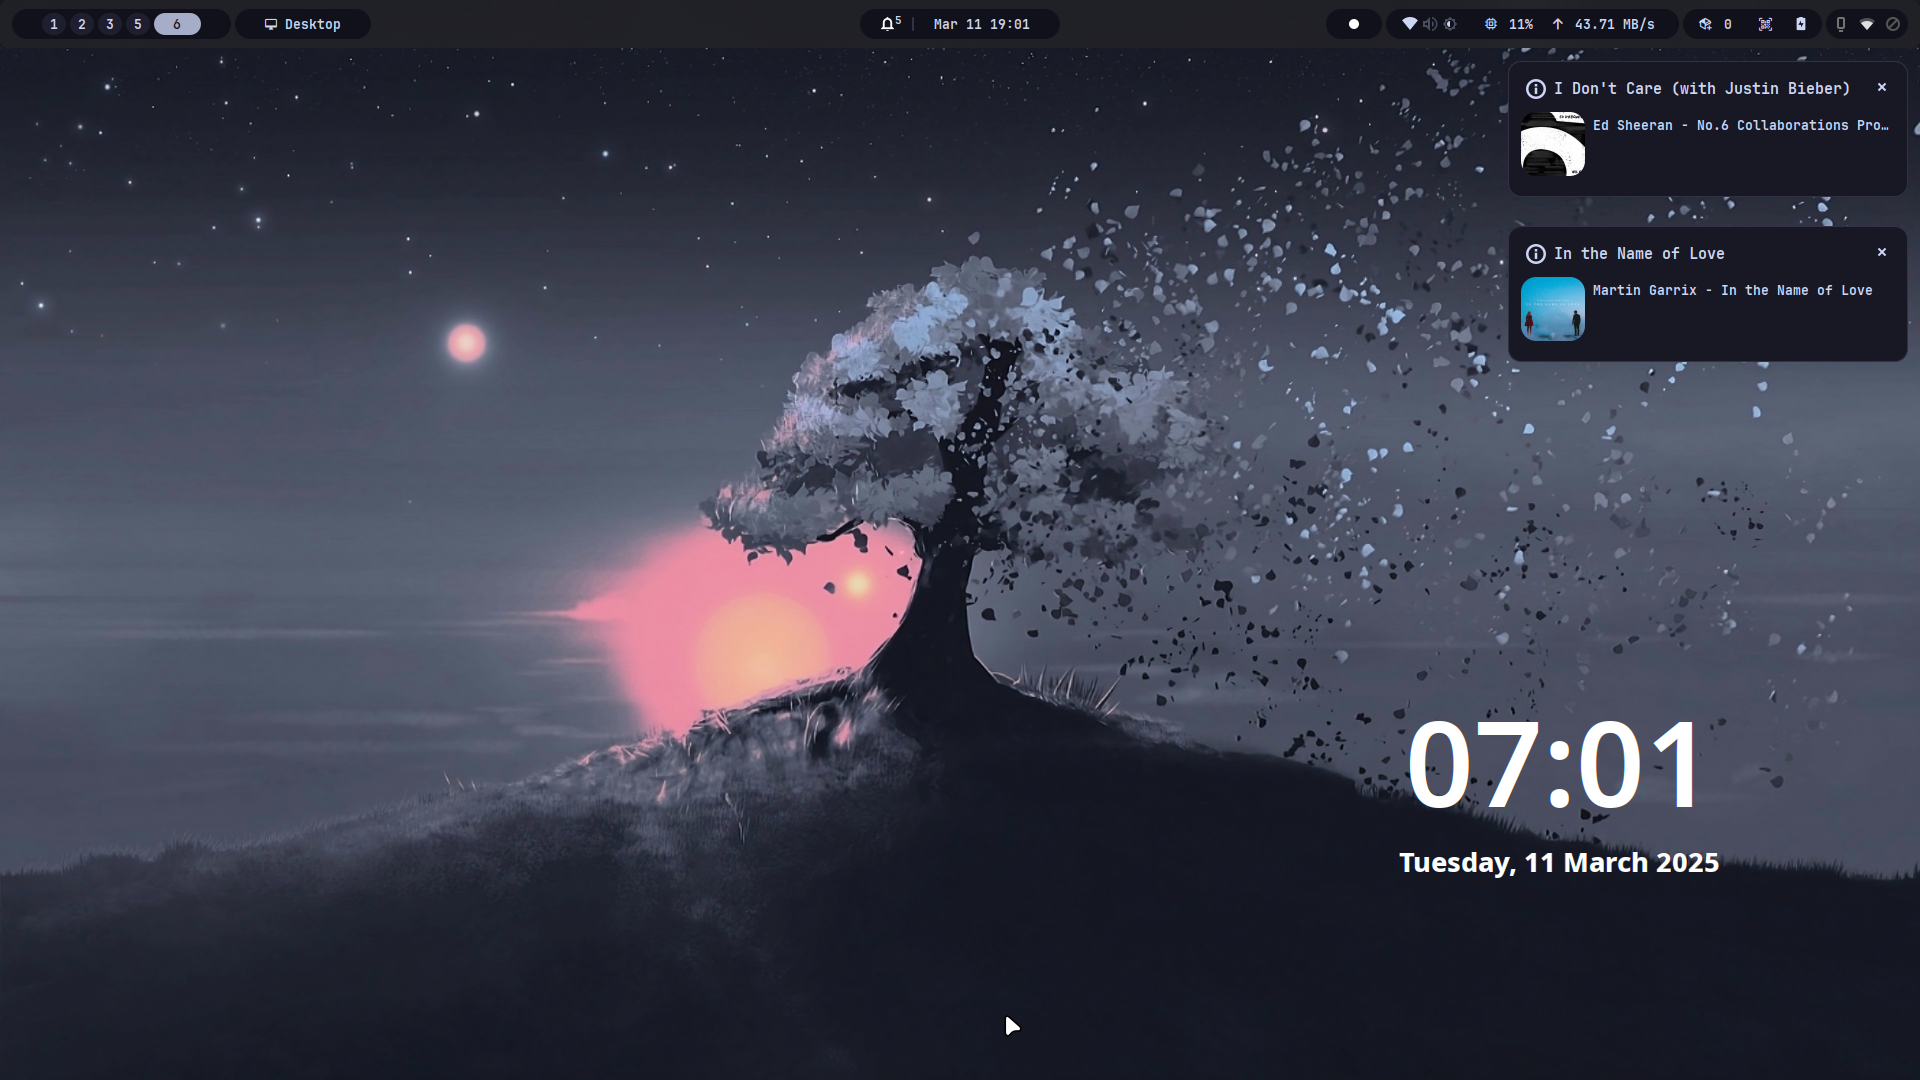 1 2 3 5 6 Desktop
5 | Mar 11 19:01
11% ↑ 43.71 MB/s 0
I Don't Care (with Justin Bieber) ×
Ed Sheeran - No.6 Collaborations Pro…
In the Name of Love ×
Martin Garrix - In the Name of Love
07:01
Tuesday, 11 March 2025